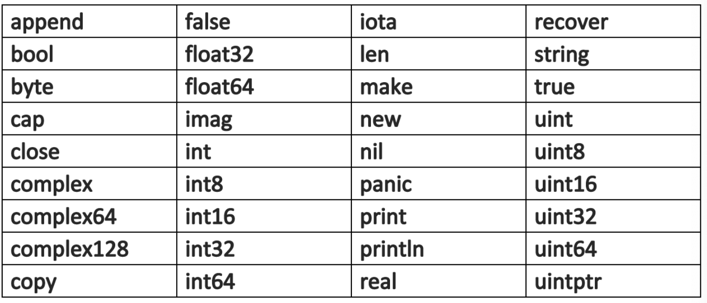 append false iota recover
bool float32 len string
byte float64 make true
cap imag new uint
close int nil uint8
complex int8 panic uint16
complex64 int16 print uint32
complex128 int32 println uint64
copy int64 real uintptr